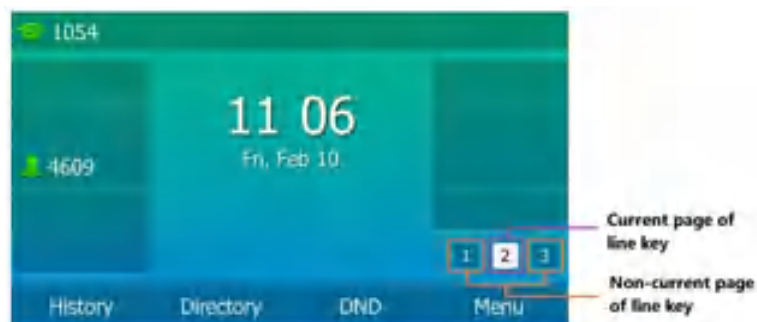 1054
11 06
Fri, Feb 10
4609
1 2 3
History Directory DND Menu
Current page of
line key
Non-current page
of line key